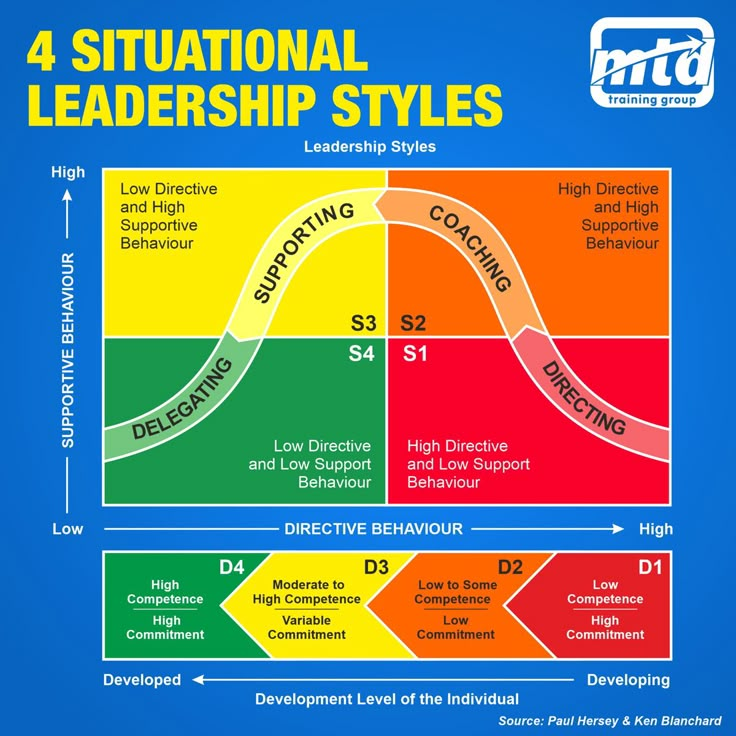 4 SITUATIONAL
LEADERSHIP STYLES
mtd
training group
Leadership Styles
High
SUPPORTIVE BEHAVIOUR
Low
Low Directive
and High
Supportive
Behaviour
SUPPORTING
S3
High Directive
and High
Supportive
Behaviour
COACHING
S2
S4
DELEGATING
Low Directive
and Low Support
Behaviour
S1
DIRECTING
High Directive
and Low Support
Behaviour
DIRECTIVE BEHAVIOUR
High
D4
High
Competence
High
Commitment
D3
Moderate to
High Competence
Variable
Commitment
D2
Low to Some
Competence
Low
Commitment
D1
Low
Competence
High
Commitment
Developed
Developing
Development Level of the Individual
Source: Paul Hersey & Ken Blanchard